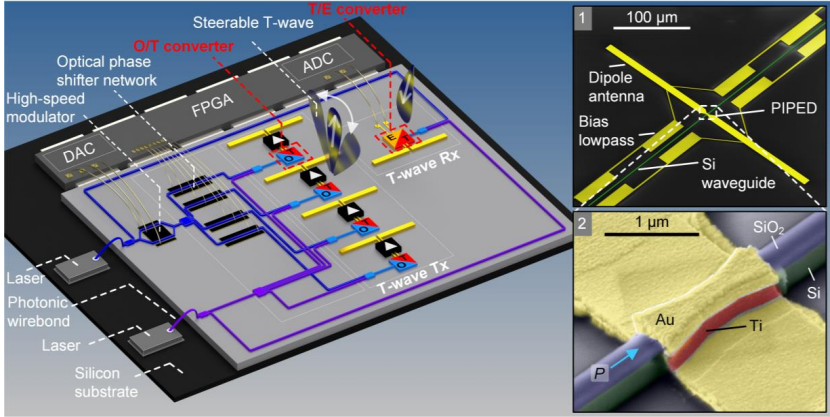 T/E converter
Steerable T-wave
O/T converter
Optical phase
shifter network
High-speed
modulator
ADC
FPGA
DAC
E
O
O
O
O
T-wave Rx
T-wave Tx
Laser
Photonic
wirebond
Laser
Silicon
substrate
1
100 µm
Dipole
antenna
PIPED
Bias
lowpass
Si
waveguide
2
1 µm
SiO₂
Si
Au
Ti
P